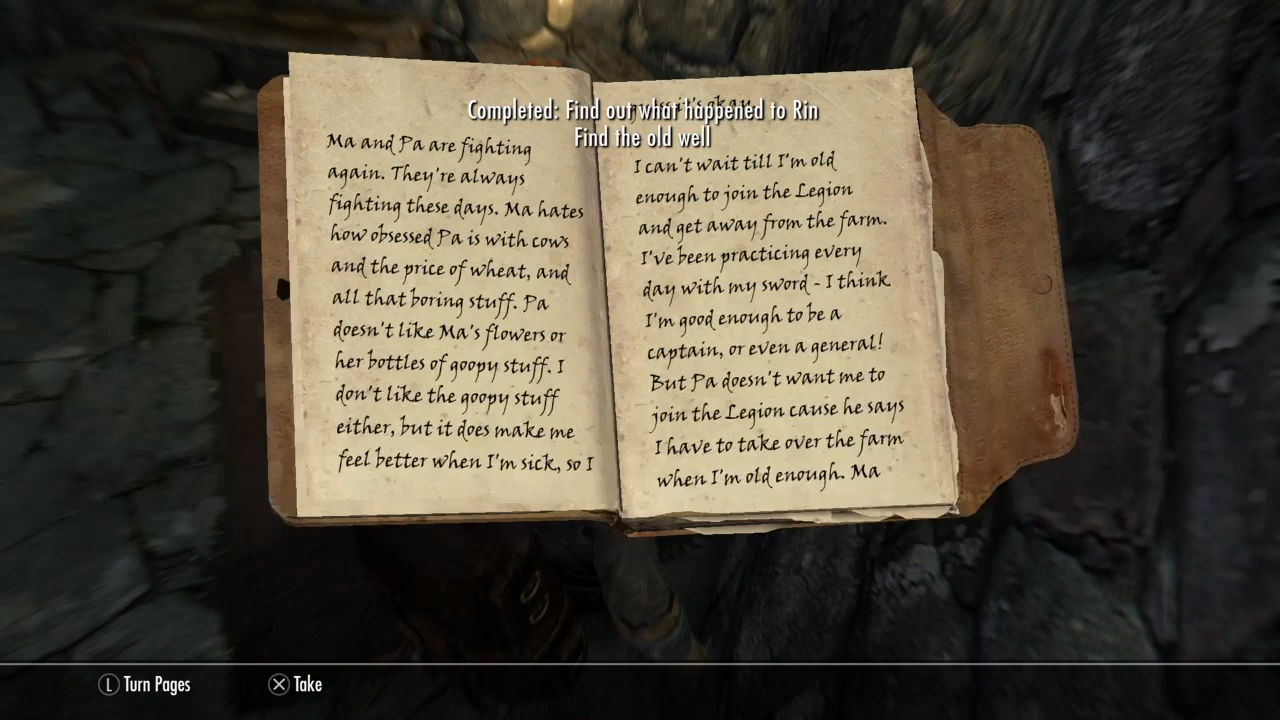 Completed: Find out what happened to Rin
Find the old well
Ma and Pa are fighting
again. They're always
fighting these days. Ma hates
how obsessed Pa is with cows
and the price of wheat, and
all that boring stuff. Pa
doesn't like Ma's flowers or
her bottles of goopy stuff. I
don't like the goopy stuff
either, but it does make me
feel better when I'm sick, so I
guess it's okay.
I can't wait till I'm old
enough to join the Legion
and get away from the farm.
I've been practicing every
day with my sword - I think
I'm good enough to be a
captain, or even a general!
But Pa doesn't want me to
join the Legion cause he says
I have to take over the farm
when I'm old enough. Ma
L Turn Pages
X Take